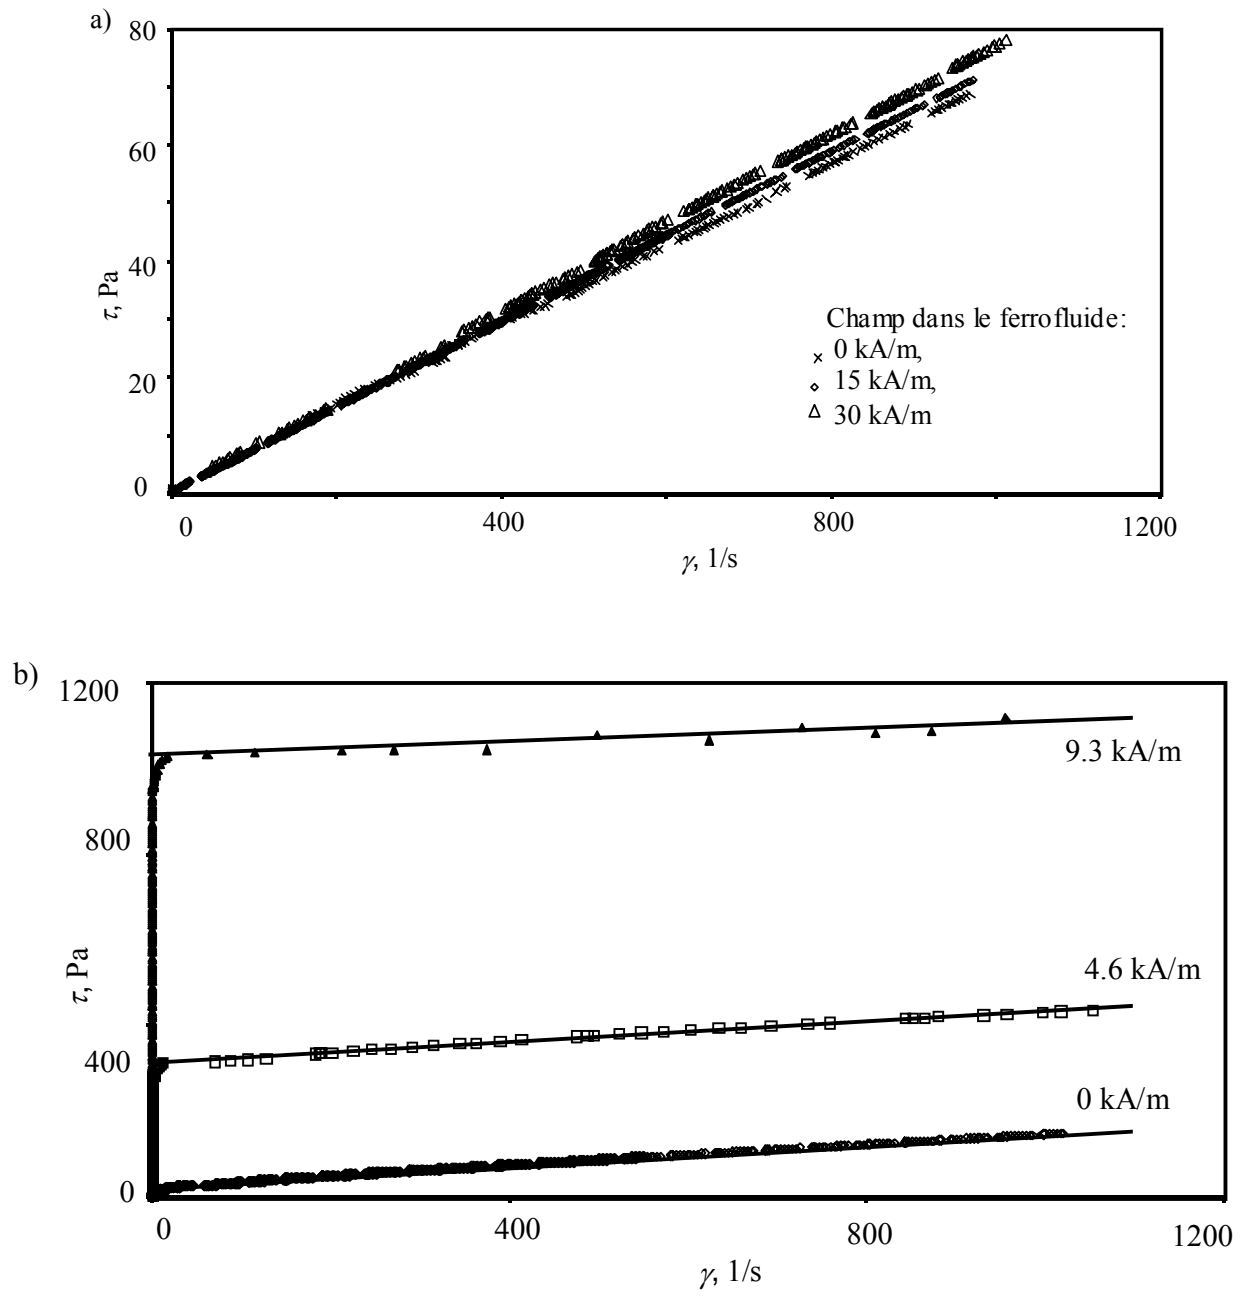 a)
80
60
40
20
0
τ, Pa
Champ dans le ferrofluide:
× 0 kA/m,
⋄ 15 kA/m,
△ 30 kA/m
0 400 800 1200
γ, 1/s
b)
1200
800
400
0
τ, Pa
9.3 kA/m
4.6 kA/m
0 kA/m
0 400 800 1200
γ, 1/s